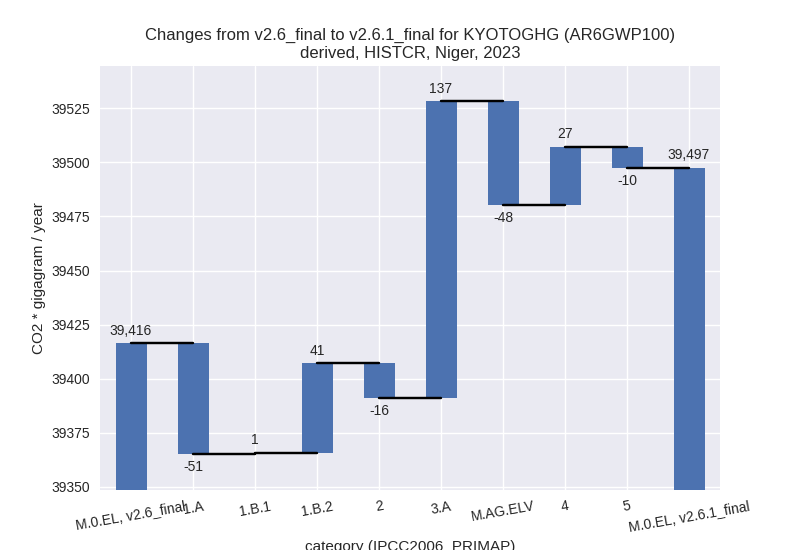 Changes from v2.6_final to v2.6.1_final for KYOTOGHG (AR6GWP100)
derived, HISTCR, Niger, 2023
CO2 * gigagram / year
39525
39500
39475
39450
39425
39400
39375
39350
39,416
-51
1
41
-16
137
-48
27
-10
39,497
M.0.EL, v2.6_final
1.A
1.B.1
1.B.2
2
3.A
M.AG.ELV
4
5
M.0.EL, v2.6.1_final
category (IPCC2006_PRIMAP)